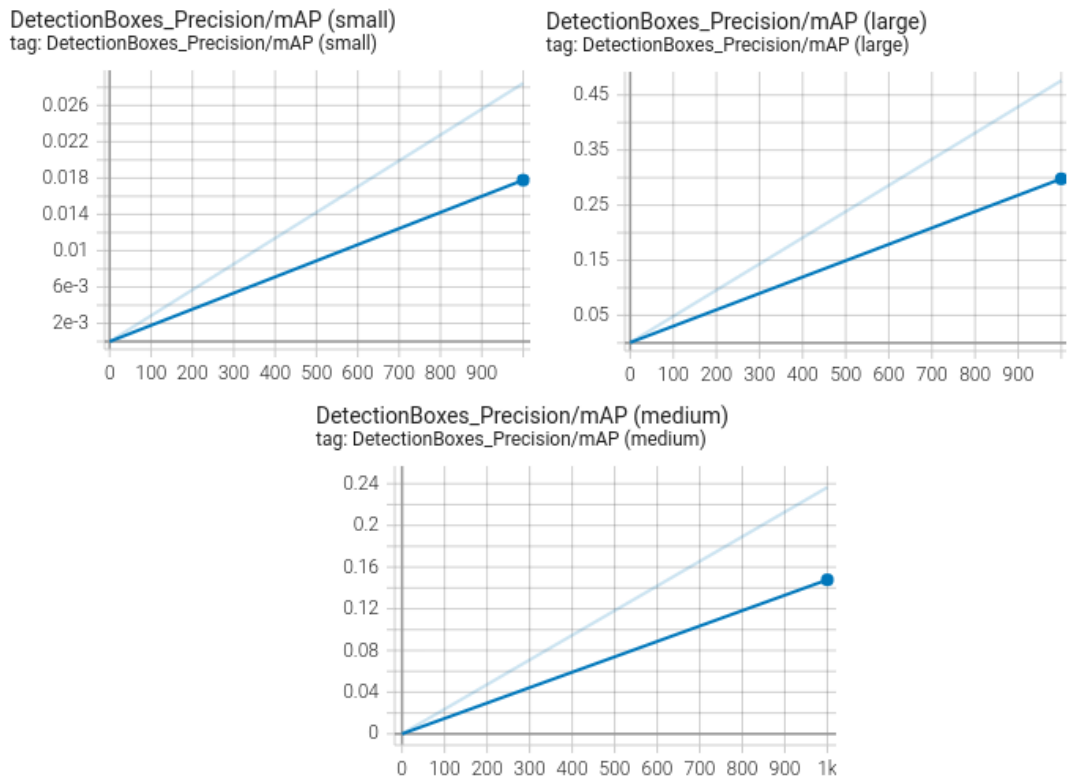 DetectionBoxes_Precision/mAP (small)
tag: DetectionBoxes_Precision/mAP (small)
0.026
0.022
0.018
0.014
0.01
6e-3
2e-3
0 100 200 300 400 500 600 700 800 900
DetectionBoxes_Precision/mAP (large)
tag: DetectionBoxes_Precision/mAP (large)
0.45
0.35
0.25
0.15
0.05
0 100 200 300 400 500 600 700 800 900
DetectionBoxes_Precision/mAP (medium)
tag: DetectionBoxes_Precision/mAP (medium)
0.24
0.2
0.16
0.12
0.08
0.04
0
0 100 200 300 400 500 600 700 800 900 1k